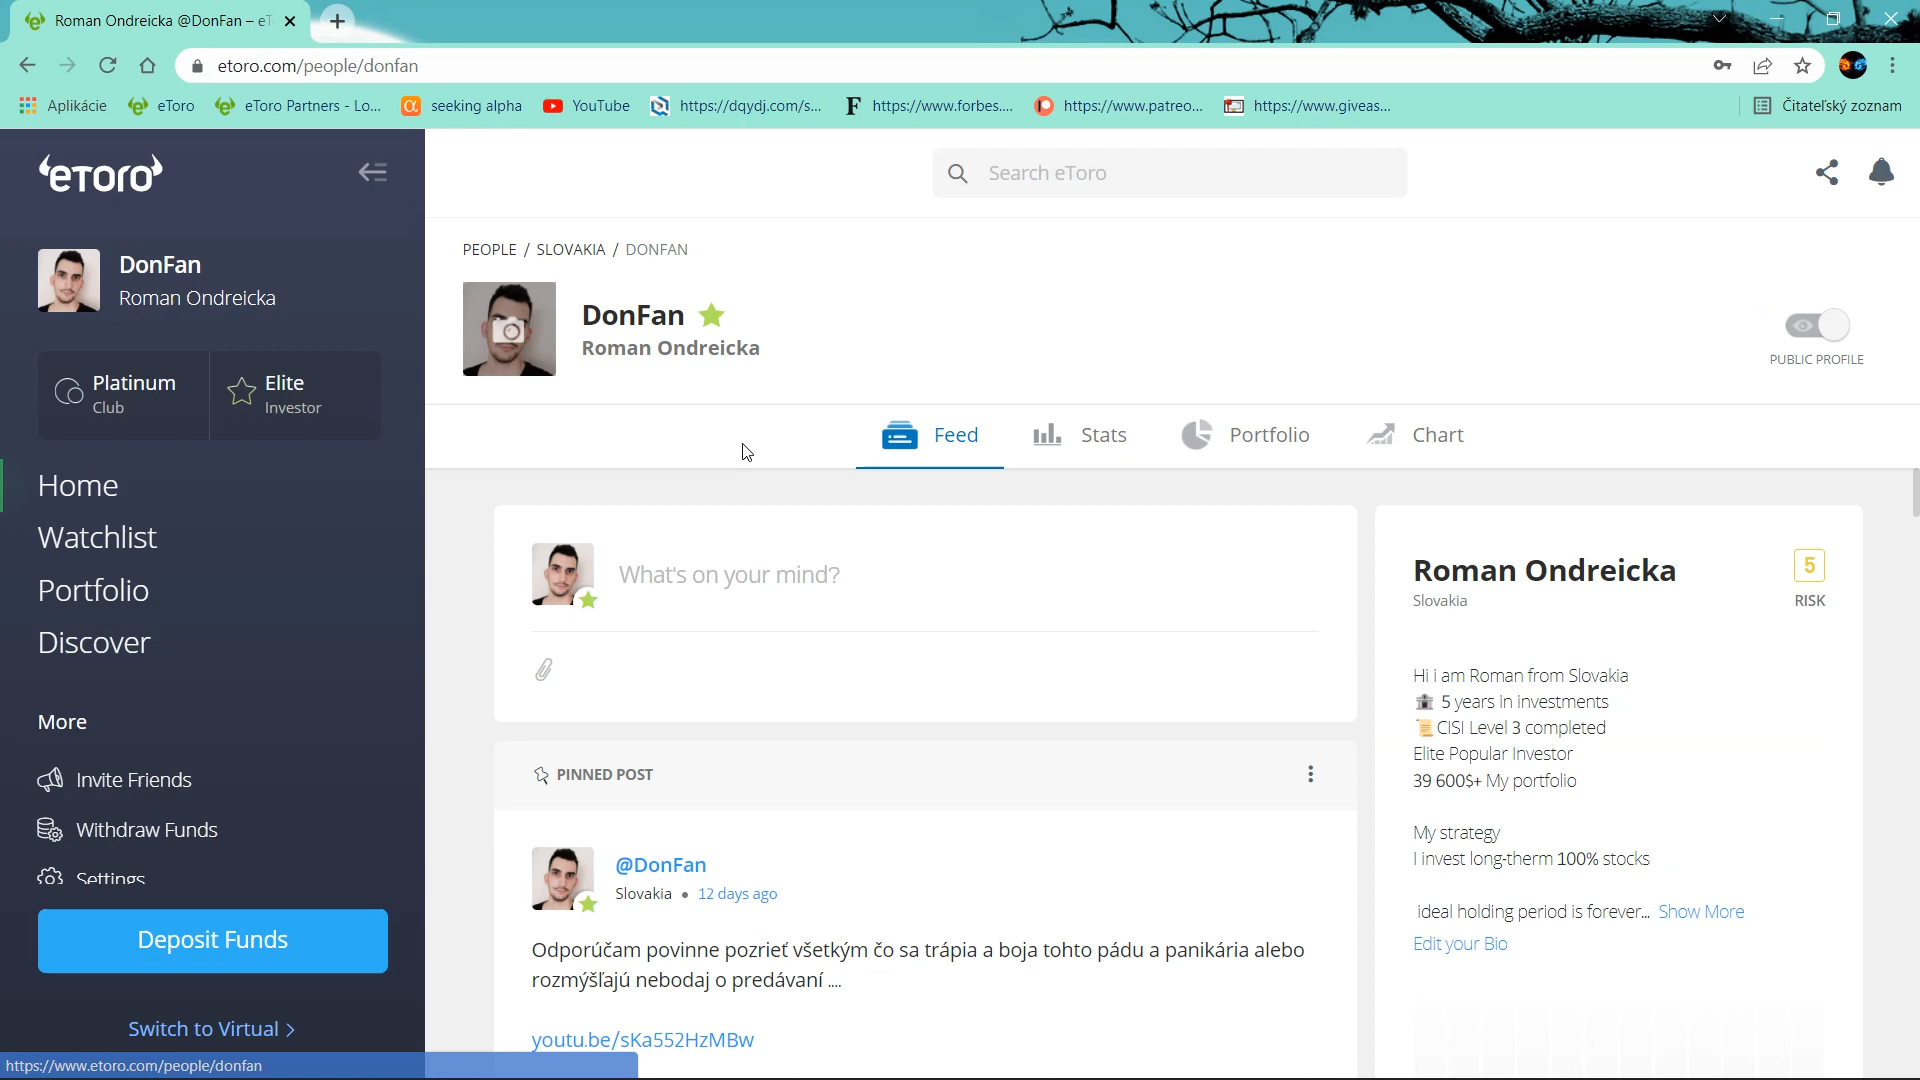 Roman Ondreicka @DonFan – eT
etoro.com/people/donfan
Aplikácie
eToro
eToro Partners - Lo...
seeking alpha
YouTube
https://dqydj.com/s...
https://www.forbes....
https://www.patreo...
https://www.giveas...
Čitateľský zoznam
eToro
Search eToro
DonFan
Roman Ondreicka
Platinum
Club
Elite
Investor
Home
Watchlist
Portfolio
Discover
More
Invite Friends
Withdraw Funds
Settings
Deposit Funds
Switch to Virtual >
https://www.etoro.com/people/donfan
PEOPLE / SLOVAKIA / DONFAN
DonFan
Roman Ondreicka
PUBLIC PROFILE
Feed
Stats
Portfolio
Chart
What's on your mind?
PINNED POST
@DonFan
Slovakia • 12 days ago
Odporúčam povinne pozrieť všetkým čo sa trápia a boja tohto pádu a panikária alebo
rozmýšľajú nebodaj o predávaní ....
youtu.be/sKa552HzMBw
Roman Ondreicka
Slovakia
5
RISK
Hi i am Roman from Slovakia
5 years in investments
CISI Level 3 completed
Elite Popular Investor
39 600$+ My portfolio
My strategy
I invest long-therm 100% stocks
ideal holding period is forever... Show More
Edit your Bio